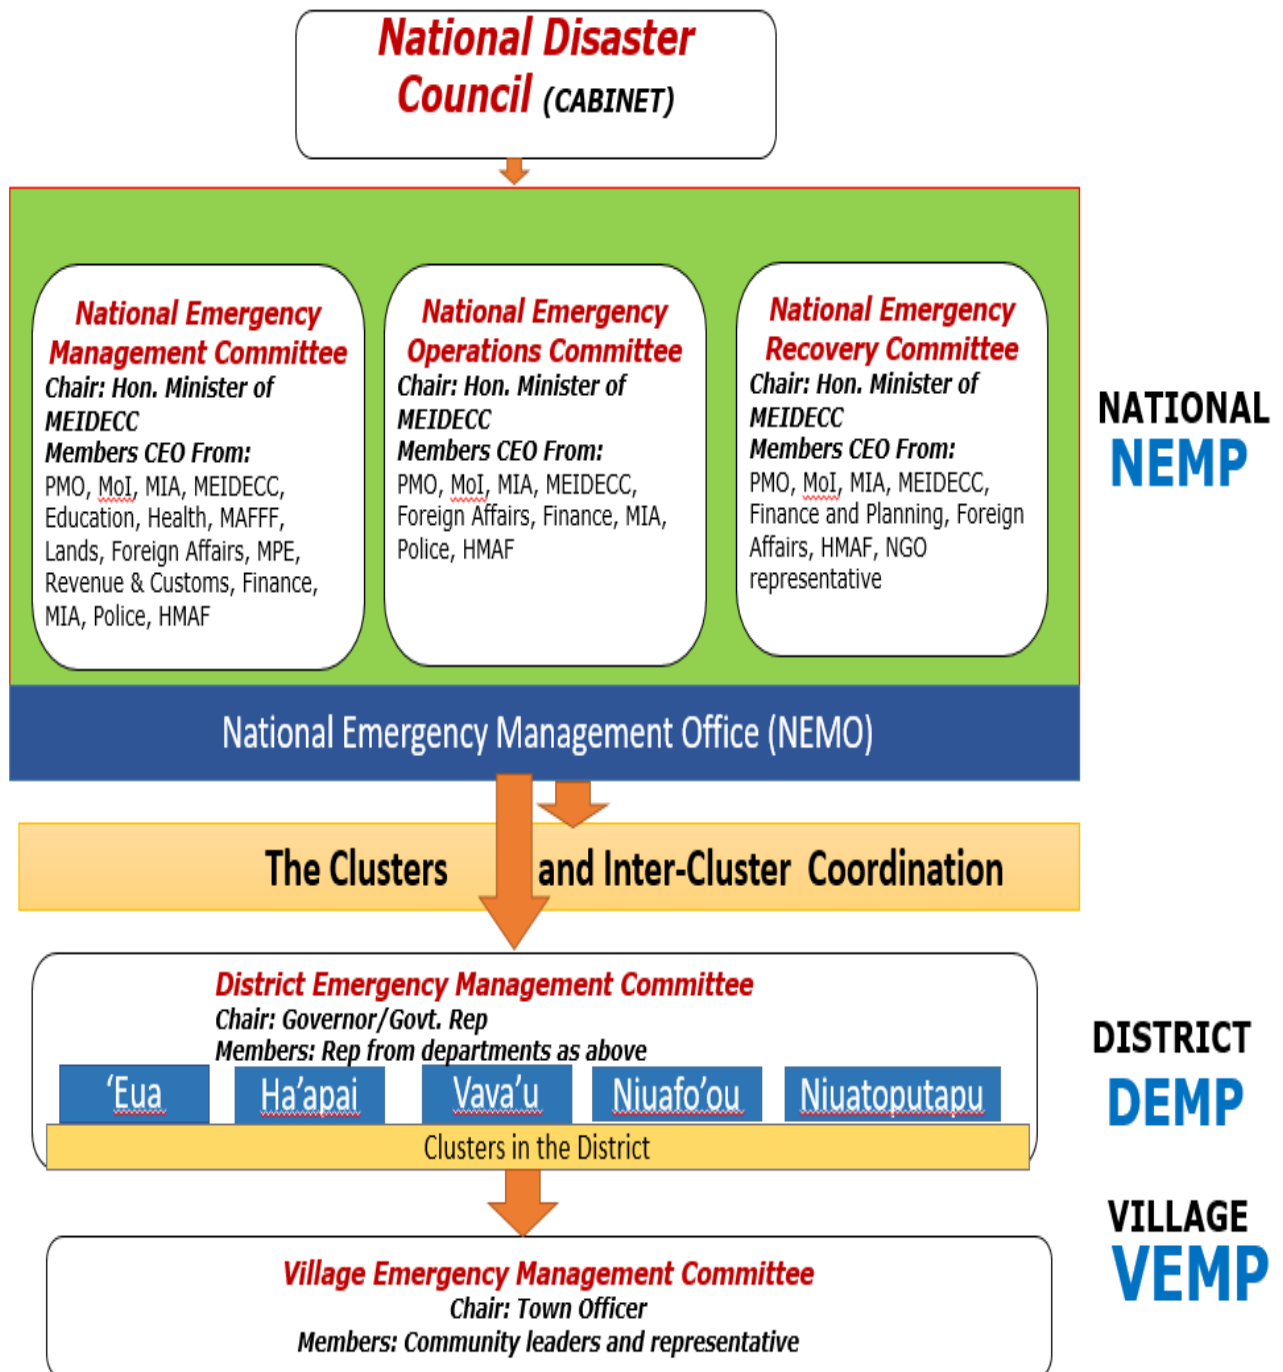 National Disaster
Council (CABINET)
National Emergency
Management Committee
Chair: Hon. Minister of
MEIDECC
Members CEO From:
PMO, MoI, MIA, MEIDECC,
Education, Health, MAFFF,
Lands, Foreign Affairs, MPE,
Revenue & Customs, Finance,
MIA, Police, HMAF
National Emergency
Operations Committee
Chair: Hon. Minister of
MEIDECC
Members CEO From:
PMO, MoI, MIA, MEIDECC,
Foreign Affairs, Finance, MIA,
Police, HMAF
National Emergency
Recovery Committee
Chair: Hon. Minister of
MEIDECC
Members CEO From:
PMO, MoI, MIA, MEIDECC,
Finance and Planning, Foreign
Affairs, HMAF, NGO
representative
NATIONAL
NEMP
National Emergency Management Office (NEMO)
The Clusters and Inter-Cluster Coordination
District Emergency Management Committee
Chair: Governor/Govt. Rep
Members: Rep from departments as above
‘Eua
Ha’apai
Vava’u
Niuafo’ou
Niuatoputapu
Clusters in the District
DISTRICT
DEMP
VILLAGE
VEMP
Village Emergency Management Committee
Chair: Town Officer
Members: Community leaders and representative